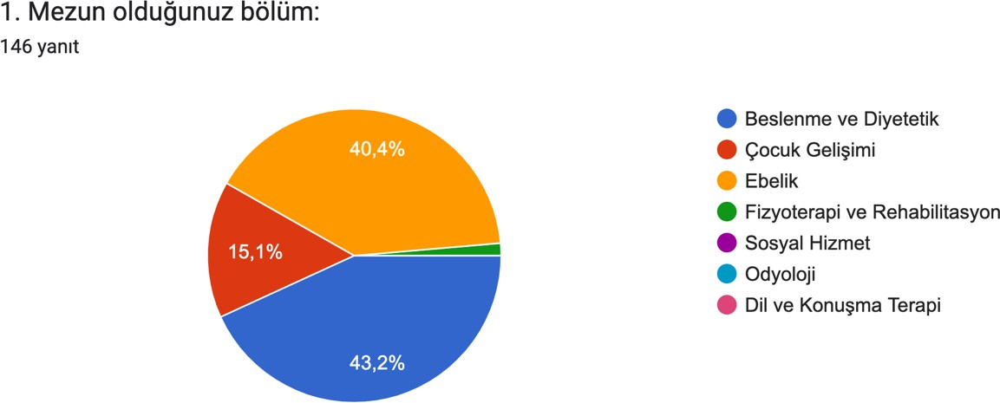 1. Mezun olduğunuz bölüm:
146 yanıt
40,4%
15,1%
43,2%
Beslenme ve Diyetetik
Çocuk Gelişimi
Ebelik
Fizyoterapi ve Rehabilitasyon
Sosyal Hizmet
Odyoloji
Dil ve Konuşma Terapi